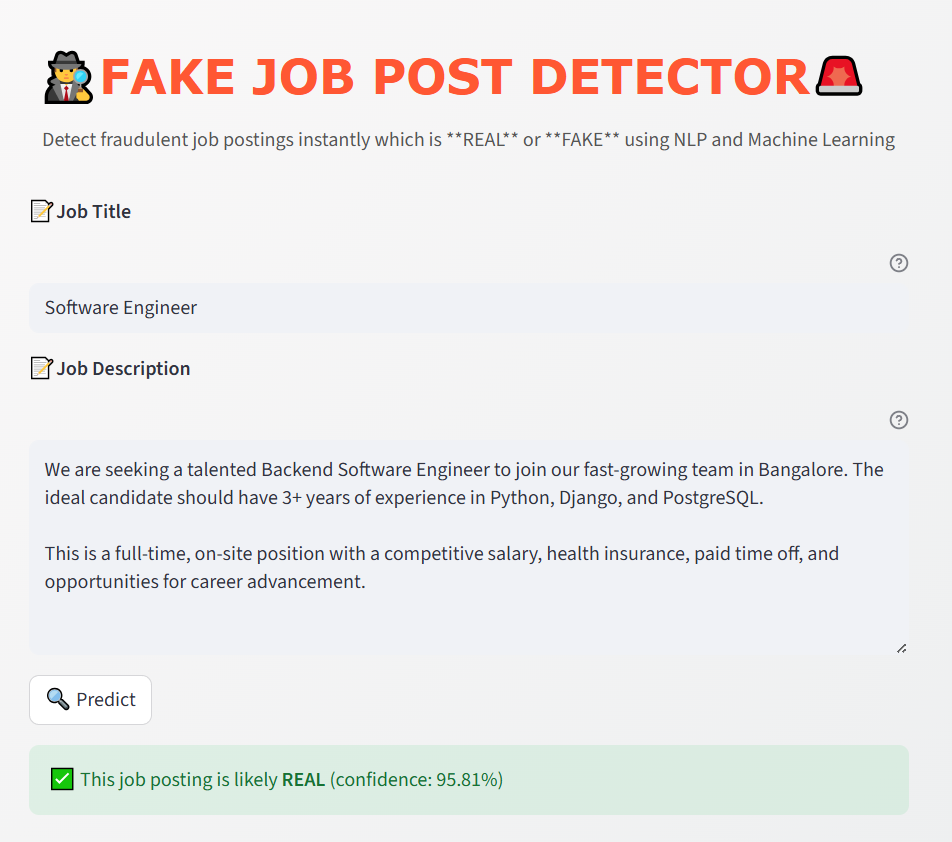 FAKE JOB POST DETECTOR
Detect fraudulent job postings instantly which is **REAL** or **FAKE** using NLP and Machine Learning
Job Title
Software Engineer
Job Description
We are seeking a talented Backend Software Engineer to join our fast-growing team in Bangalore. The
ideal candidate should have 3+ years of experience in Python, Django, and PostgreSQL.
This is a full-time, on-site position with a competitive salary, health insurance, paid time off, and
opportunities for career advancement.
Predict
This job posting is likely REAL (confidence: 95.81%)